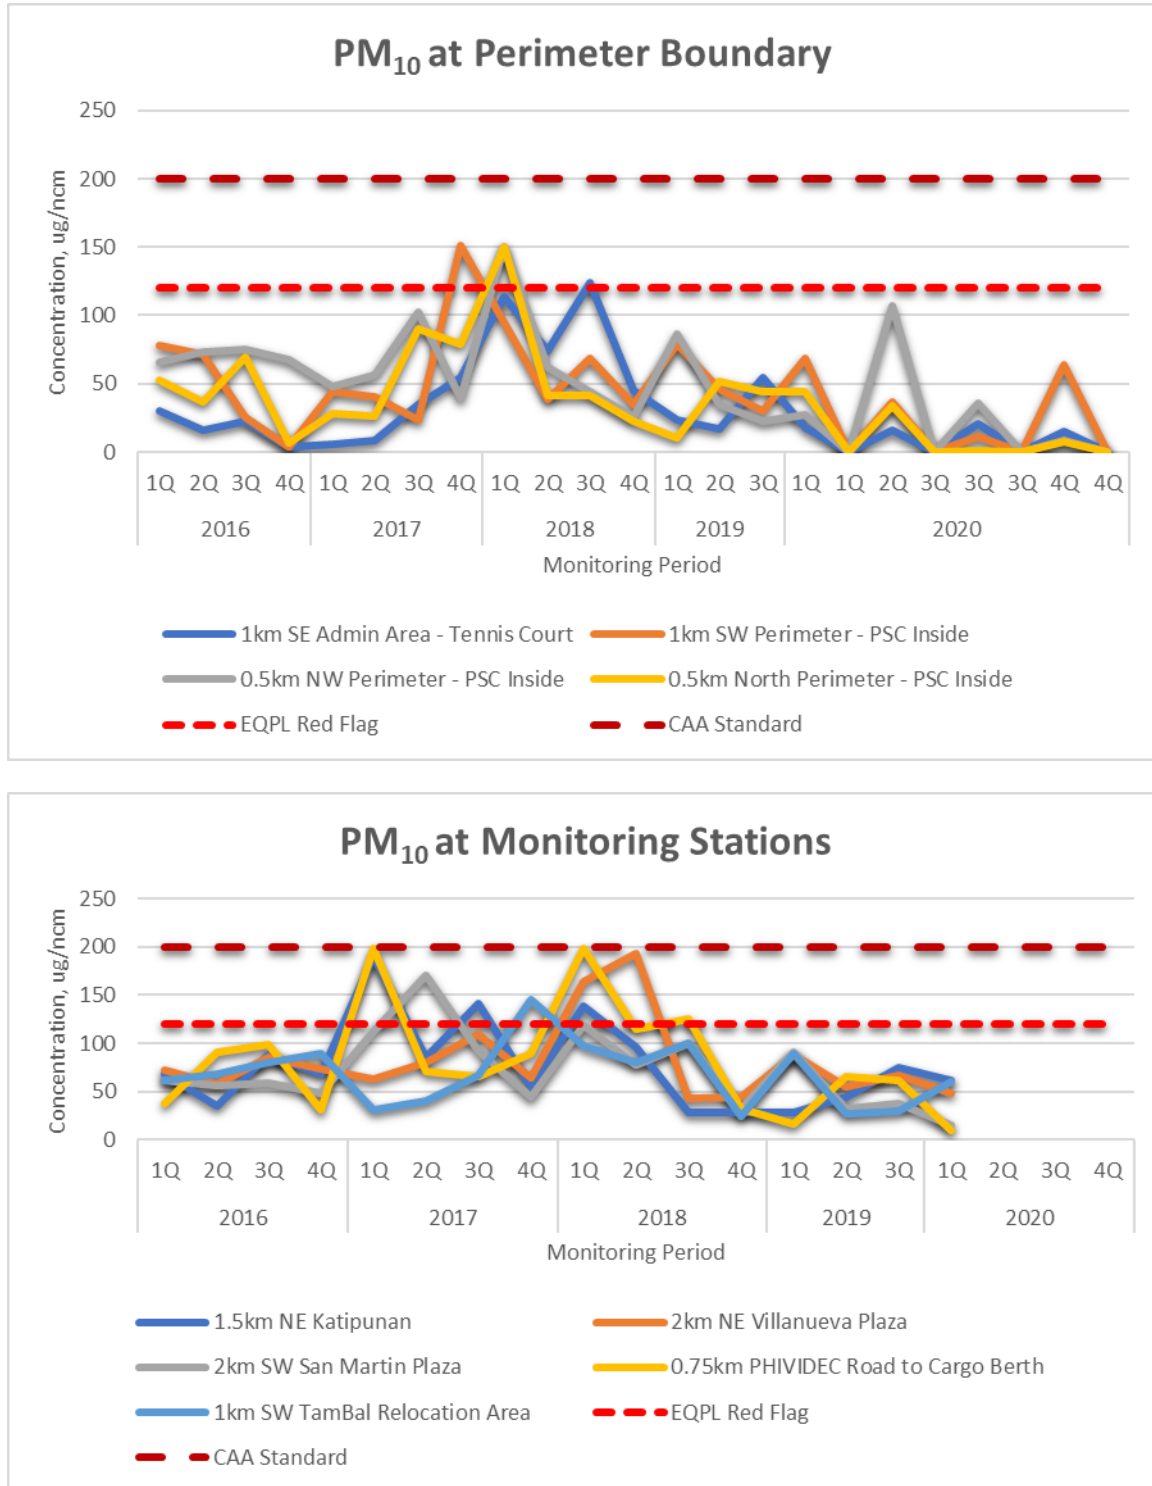 PM10 at Perimeter Boundary
Concentration, ug/ncm
250
200
150
100
50
0
1Q 2Q 3Q 4Q 1Q 2Q 3Q 4Q 1Q 2Q 3Q 4Q 1Q 2Q 3Q 1Q 1Q 2Q 3Q 3Q 3Q 4Q 4Q
2016 2017 2018 2019 2020
Monitoring Period
1km SE Admin Area - Tennis Court 1km SW Perimeter - PSC Inside
0.5km NW Perimeter - PSC Inside 0.5km North Perimeter - PSC Inside
EQPL Red Flag CAA Standard
PM10 at Monitoring Stations
Concentration, ug/ncm
250
200
150
100
50
0
1Q 2Q 3Q 4Q 1Q 2Q 3Q 4Q 1Q 2Q 3Q 4Q 1Q 2Q 3Q 1Q 2Q 3Q 4Q
2016 2017 2018 2019 2020
Monitoring Period
1.5km NE Katipunan 2km NE Villanueva Plaza
2km SW San Martin Plaza 0.75km PHIVIDEC Road to Cargo Berth
1km SW TamBal Relocation Area EQPL Red Flag
CAA Standard